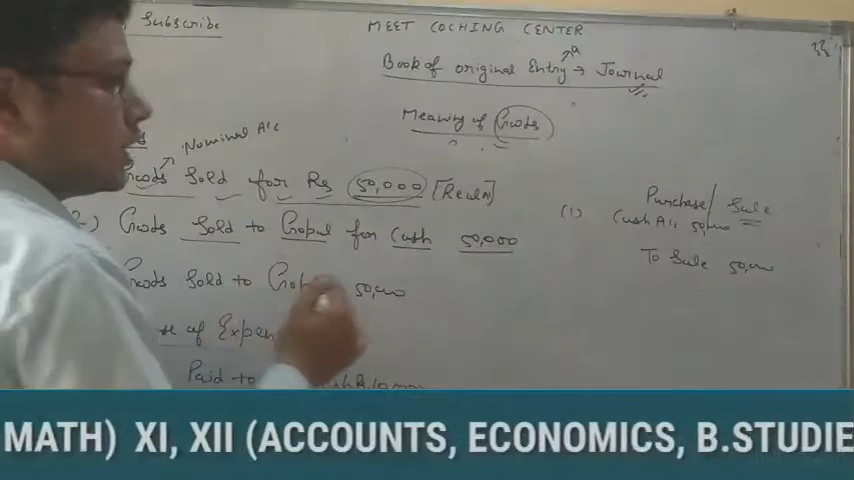 Subscribe
MEET COCHING CENTER
Book of original Entry → Journal
Meaning of Goods
Nominal A/c
Goods Sold for Rs 50,000
2-) Goods Sold to Gopal for Cash 50,000
Goods Sold to 50,000
of Expen
Paid to
Purchase / Sale
(1) Cash A/c 50,000
To Sale 50,000
MATH) XI, XII (ACCOUNTS, ECONOMICS, B.STUDIE